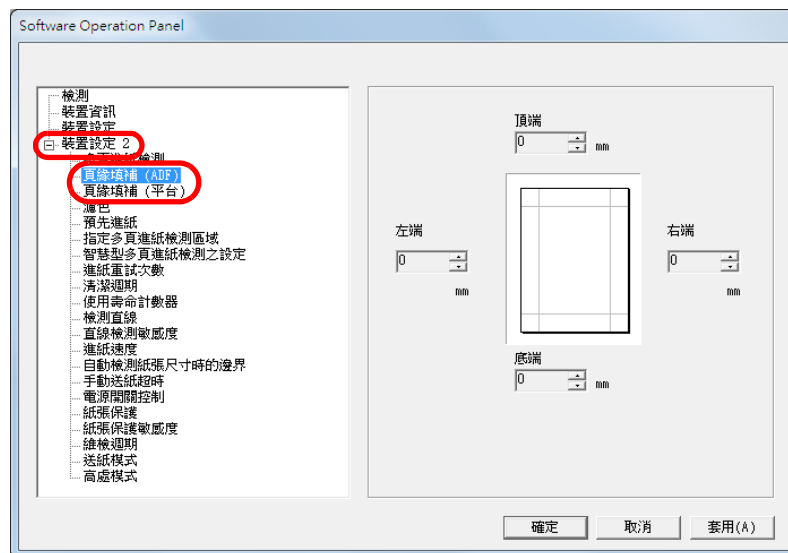 Software Operation Panel
檢測
裝置資訊
裝置設定
裝置設定 2
多頁進紙檢測
頁緣填補 (ADF)
頁緣填補 (平台)
濾色
預先進紙
指定多頁進紙檢測區域
智慧型多頁進紙檢測之設定
進紙重試次數
清潔週期
使用壽命計數器
檢測直線
直線檢測敏感度
進紙速度
自動檢測紙張尺寸時的邊界
手動送紙超時
電源開關控制
紙張保護
紙張保護敏感度
維檢週期
送紙模式
高處模式
頂端
0 mm
左端
0
mm
右端
0
mm
底端
0 mm
確定 取消 套用(A)